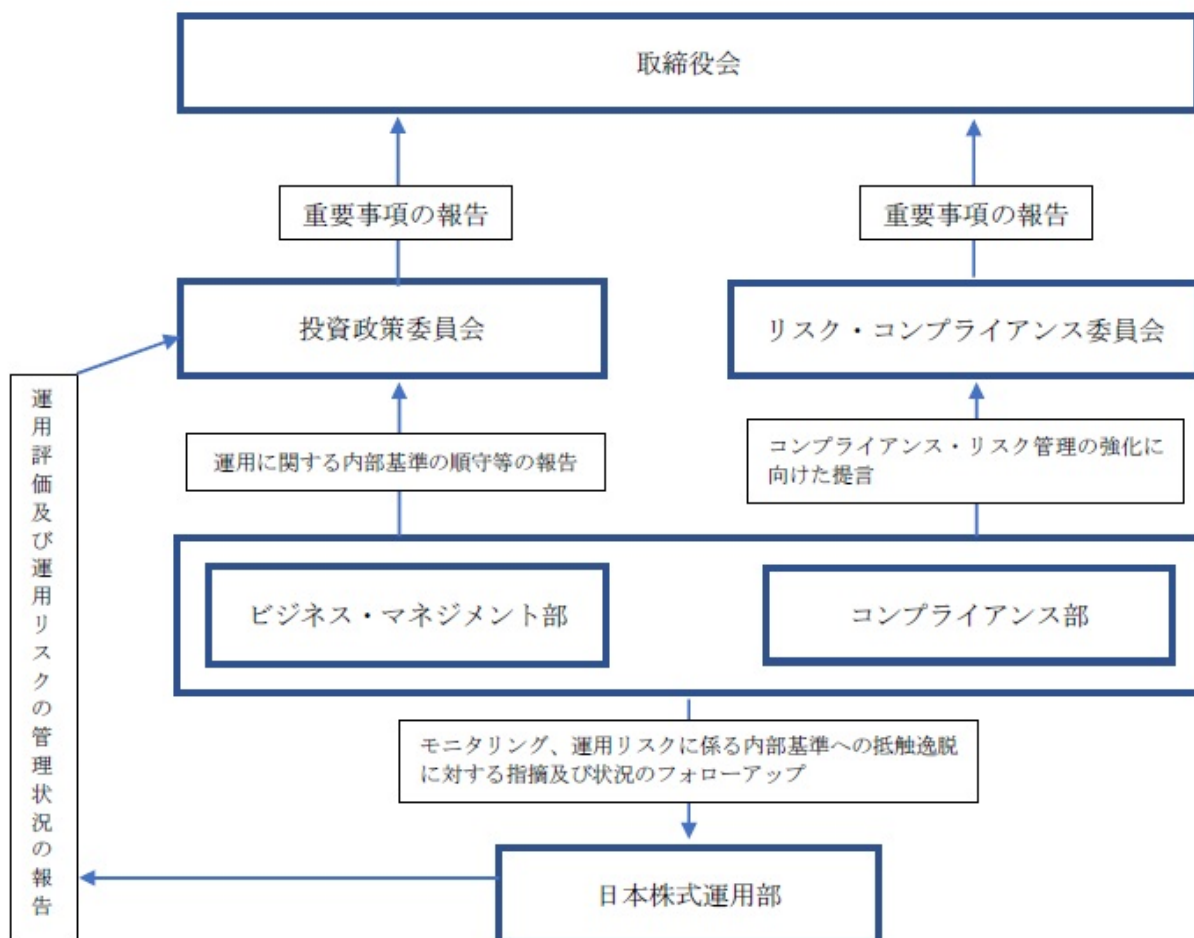 取締役会
重要事項の報告
重要事項の報告
投資政策委員会
リスク・コンプライアンス委員会
運用評価及び運用リスクの管理状況の報告
運用に関する内部基準の順守等の報告
コンプライアンス・リスク管理の強化に
向けた提言
ビジネス・マネジメント部
コンプライアンス部
モニタリング、運用リスクに係る内部基準への抵触逸脱
に対する指摘及び状況のフォローアップ
日本株式運用部